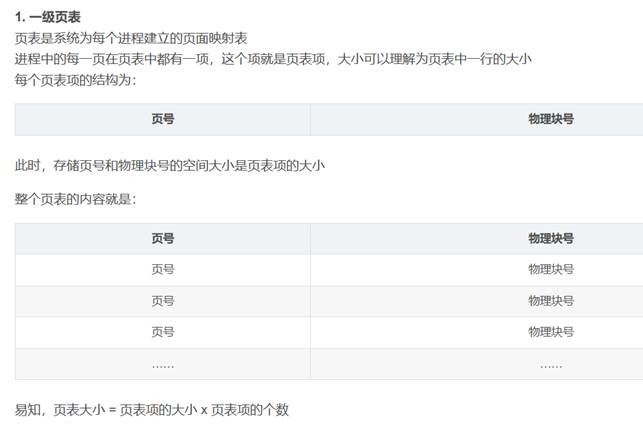 1. 一级页表
页表是系统为每个进程建立的页面映射表
进程中的每一页在页表中都有一项，这个项就是页表项，大小可以理解为页表中一行的大小
每个页表项的结构为：
页号 物理块号
此时，存储页号和物理块号的空间大小是页表项的大小
整个页表的内容就是：
页号 物理块号
页号 物理块号
页号 物理块号
页号 物理块号
...... ......
易知，页表大小 = 页表项的大小 x 页表项的个数